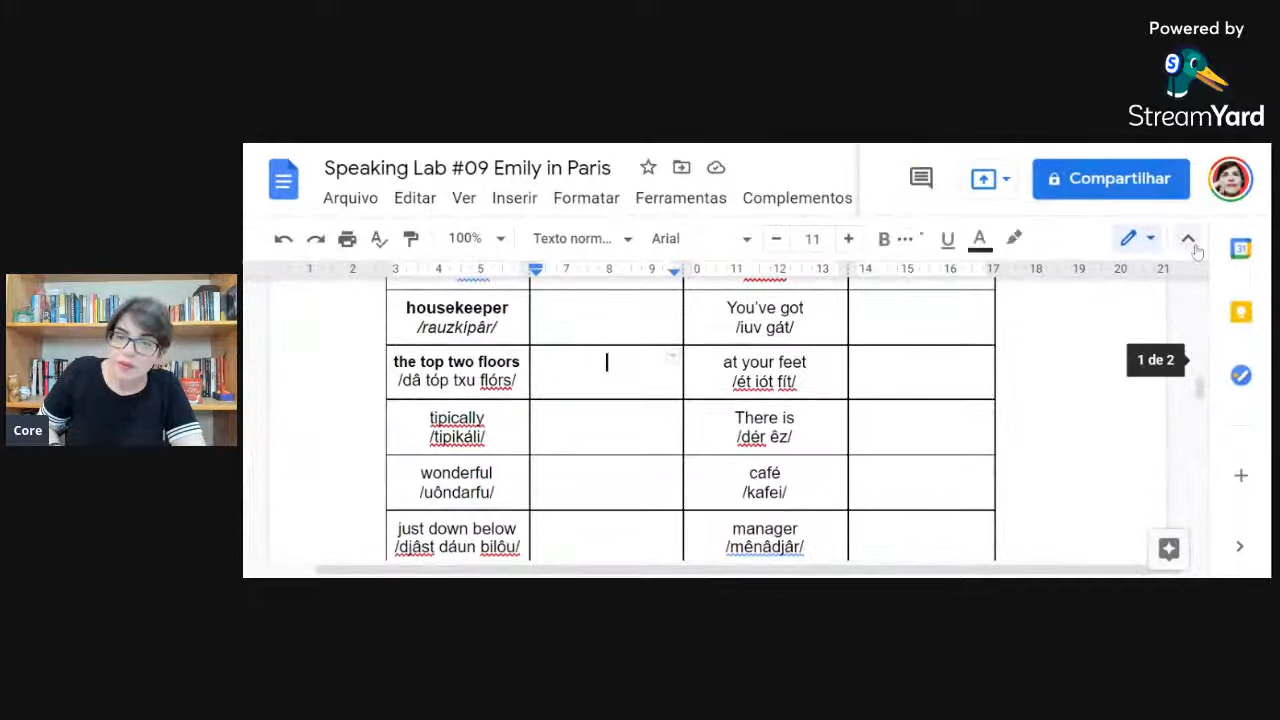 Powered by
S
StreamYard
Speaking Lab #09 Emily in Paris
Compartilhar
Arquivo Editar Ver Inserir Formatar Ferramentas Complementos
100% Texto norm... Arial 11 B U A
1 2 3 4 5 6 7 8 9 0 11 12 13 14 15 16 17 18 19 20 21
31
housekeeper
/rauzkípâr/
You've got
/iuv gát/
the top two floors
/dâ tóp txu flórs/
at your feet
/ét iót fít/
1 de 2
tipically
/tipikáli/
There is
/dér êz/
wonderful
/uôndarfu/
café
/kafei/
just down below
/djâst dáun bilôu/
manager
/mênâdjâr/
Core